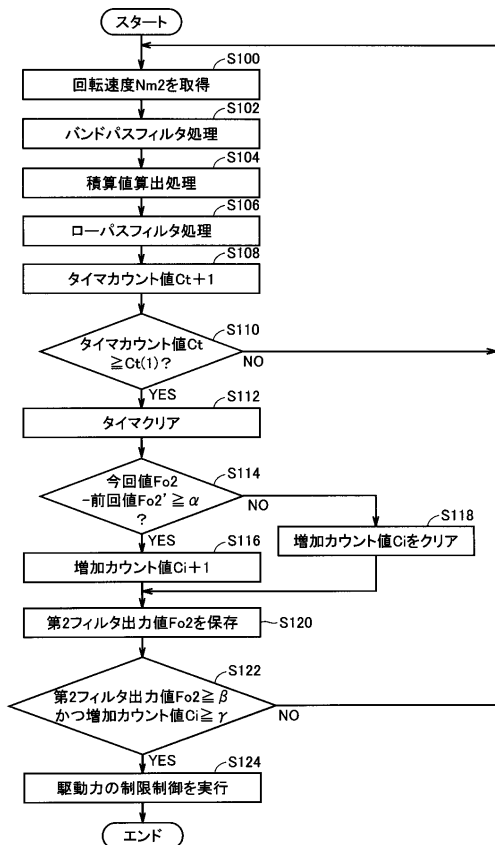 スタート
S100
回転速度Nm2を取得
S102
バンドパスフィルタ処理
S104
積算値算出処理
S106
ローパスフィルタ処理
S108
タイマカウント値Ct+1
S110
タイマカウント値Ct
≧Ct(1)?
NO
YES
S112
タイマクリア
S114
今回値Fo2
-前回値Fo2'≧α
?
NO
YES
S116
増加カウント値Ci+1
S118
増加カウント値Ciをクリア
第2フィルタ出力値Fo2を保存
S120
S122
第2フィルタ出力値Fo2≧β
かつ増加カウント値Ci≧γ
NO
YES
S124
駆動力の制限制御を実行
エンド